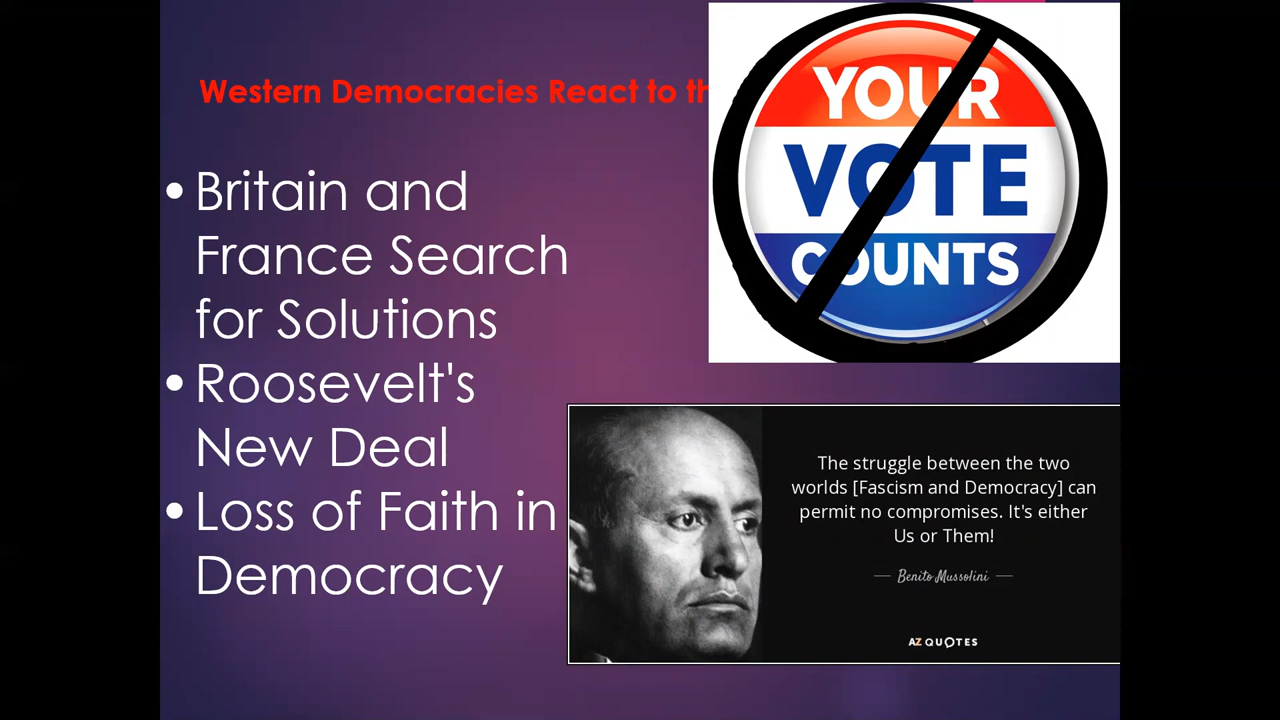 Western Democracies React to th
• Britain and
France Search
for Solutions
• Roosevelt's
New Deal
• Loss of Faith in
Democracy
YOUR
VOTE
COUNTS
The struggle between the two
worlds [Fascism and Democracy] can
permit no compromises. It's either
Us or Them!
Benito Mussolini
AZ QUOTES